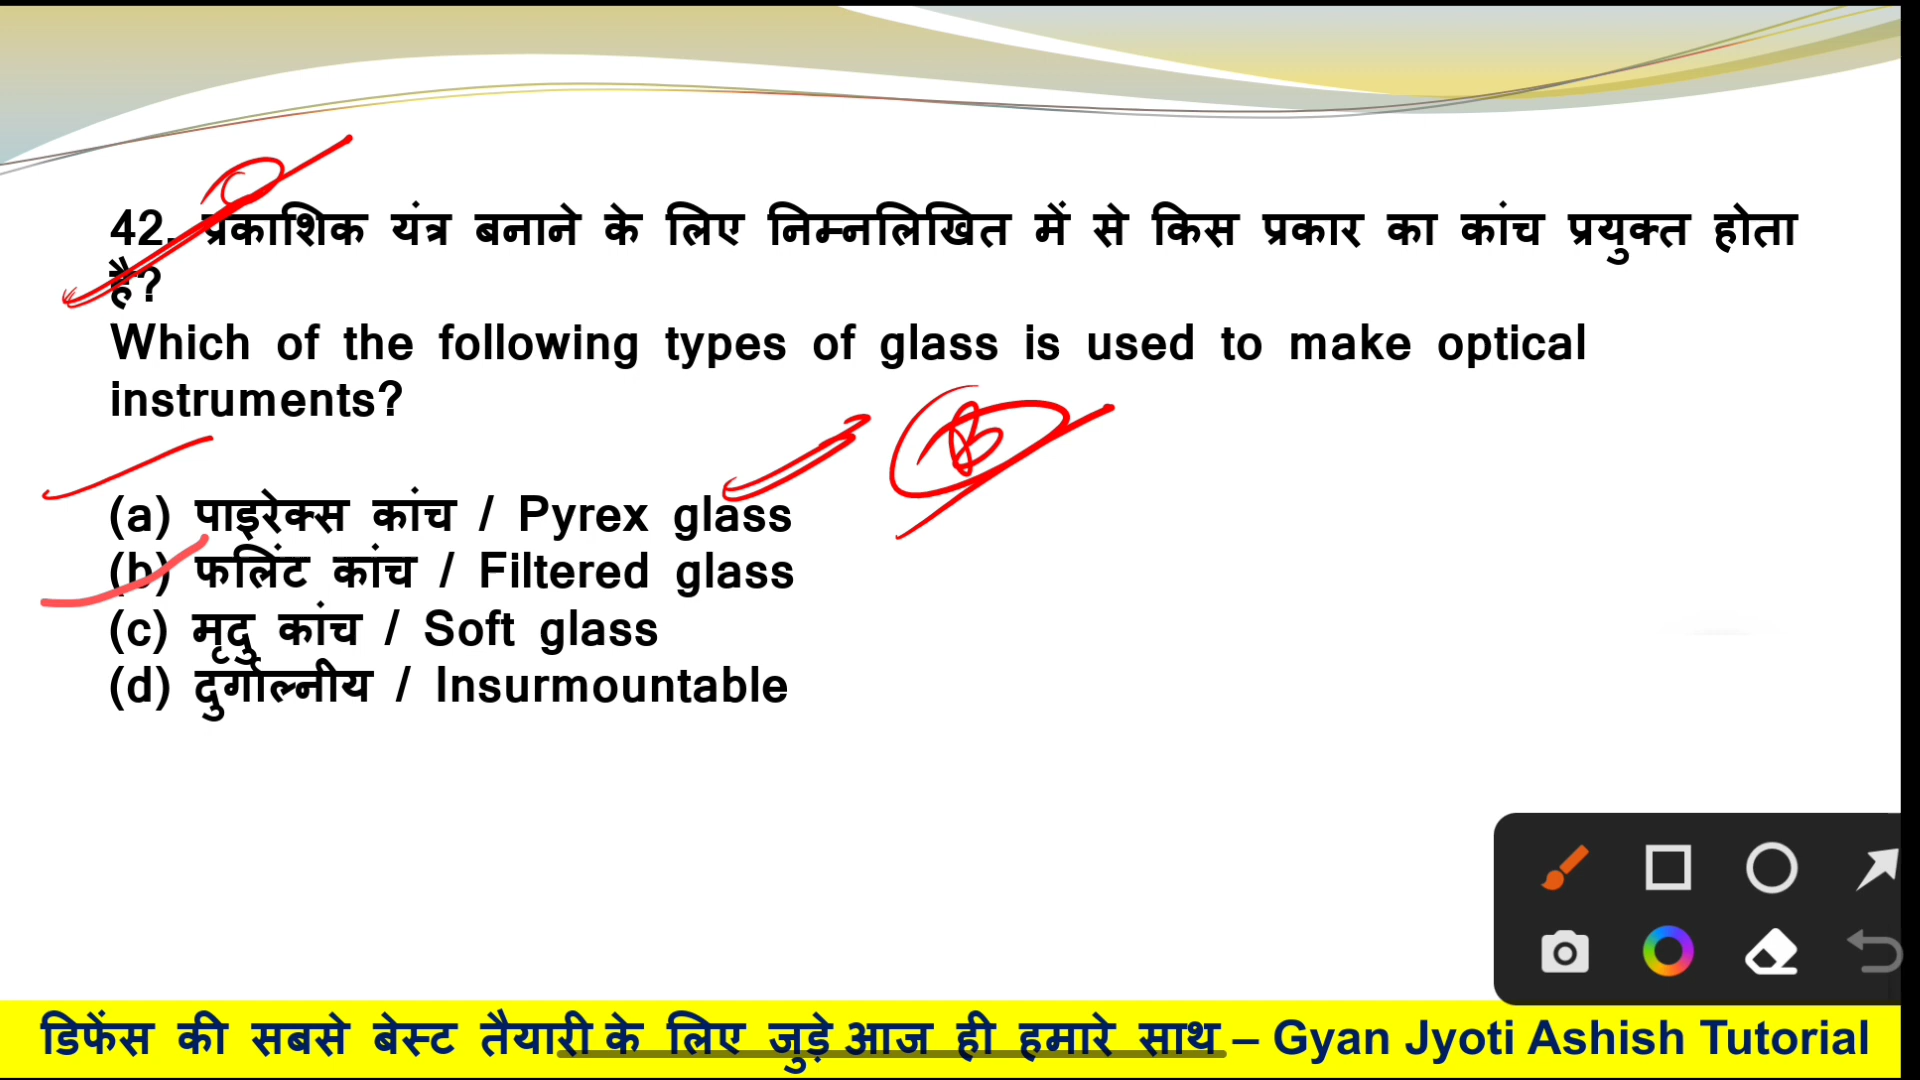 42. प्रकाशिक यंत्र बनाने के लिए निम्नलिखित में से किस प्रकार का कांच प्रयुक्त होता
है?
Which of the following types of glass is used to make optical
instruments?
B
(a) पाइरेक्स कांच / Pyrex glass
(b) फलिंट कांच / Filtered glass
(c) मृदु कांच / Soft glass
(d) दुर्गाल्नीय / Insurmountable
डिफेंस की सबसे बेस्ट तैयारी के लिए जुड़े आज ही हमारे साथ – Gyan Jyoti Ashish Tutorial